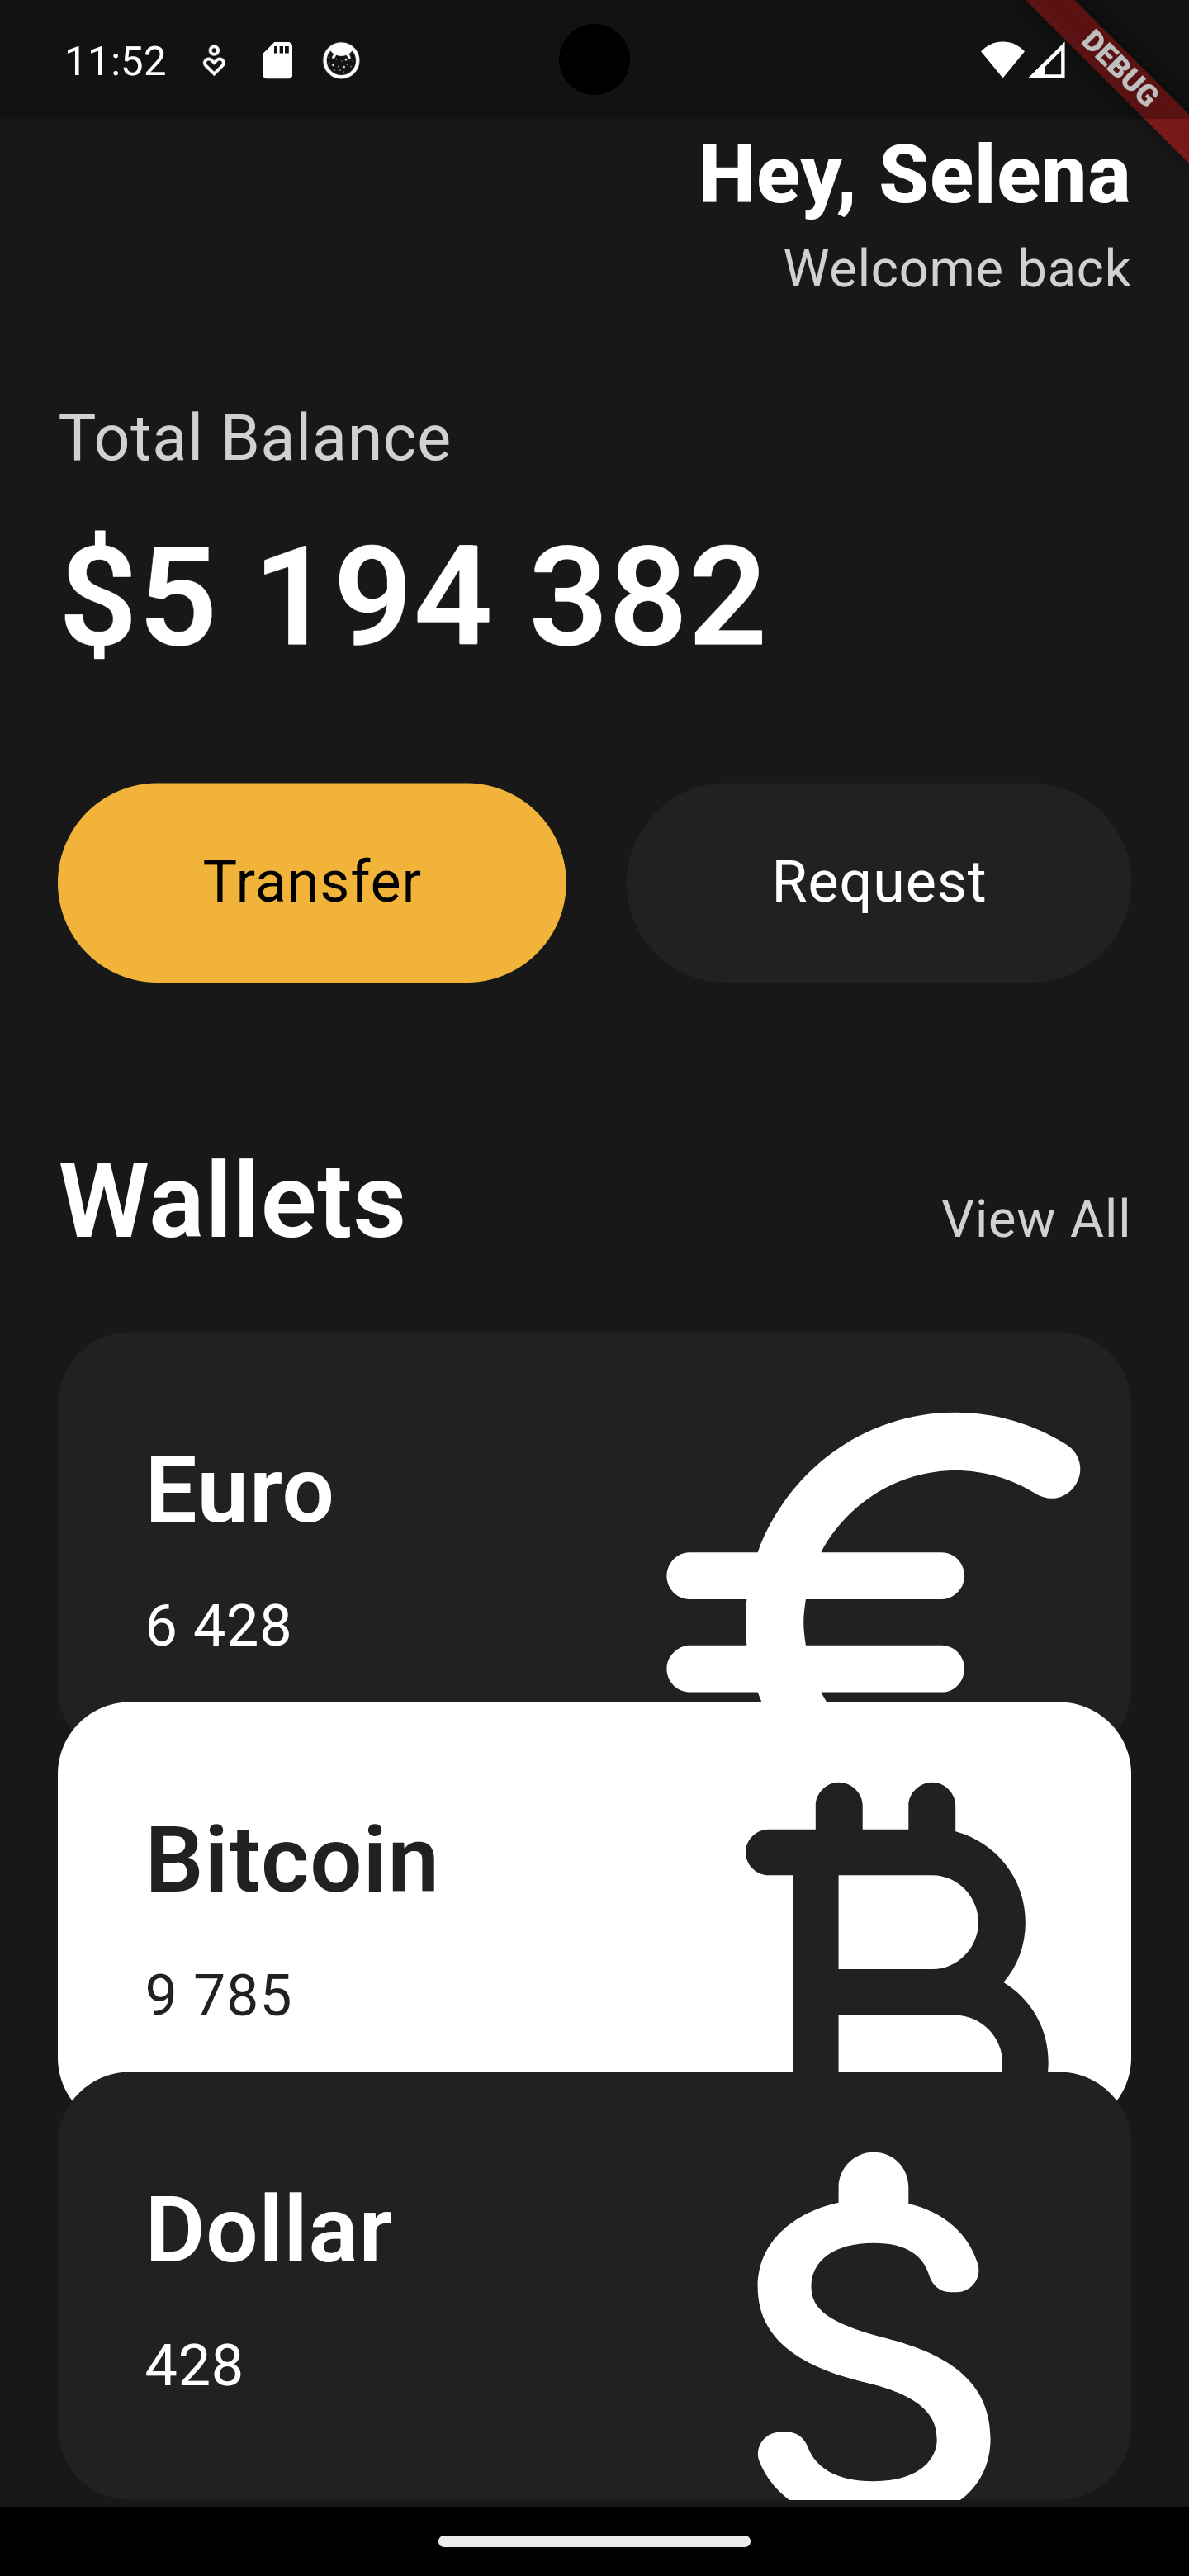 11:52
DEBUG
Hey, Selena
Welcome back
Total Balance
$5 194 382
Transfer
Request
Wallets
View All
Euro
6 428
€
Bitcoin
9 785
₿
Dollar
428
$